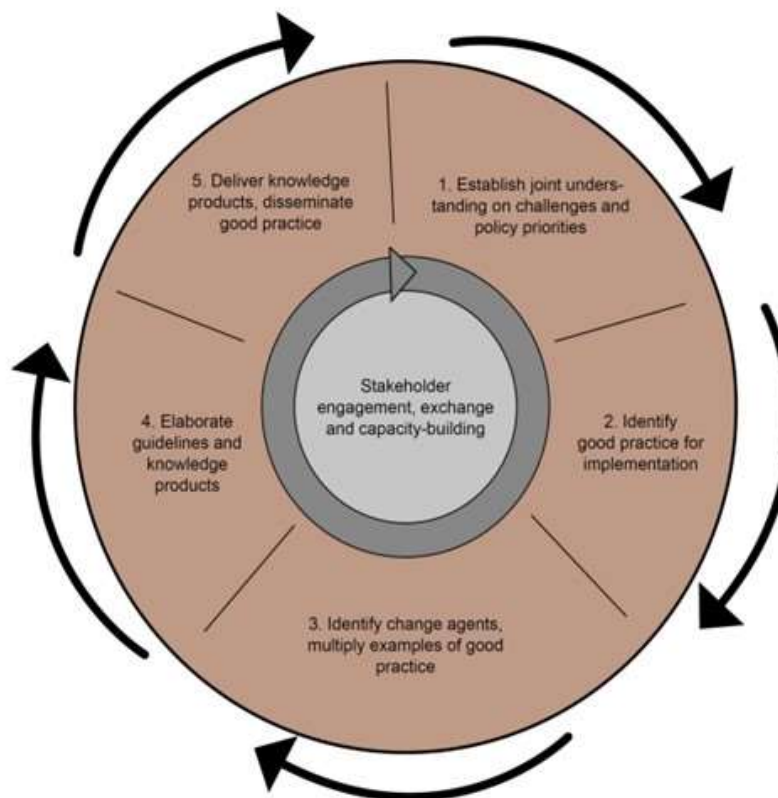 5. Deliver knowledge
products, disseminate
good practice
1. Establish joint unders-
tanding on challenges and
policy priorities
Stakeholder
engagement, exchange
and capacity-building
2. Identify
good practice for
implementation
4. Elaborate
guidelines and
knowledge
products
3. Identify change agents,
multiply examples of good
practice